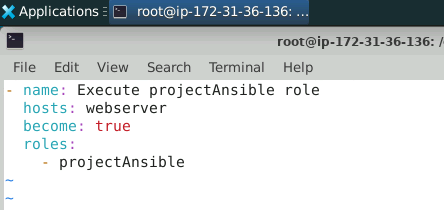 Applications
root@ip-172-31-36-136: ...
root@ip-172-31-36-136: /
File Edit View Search Terminal Help
- name: Execute projectAnsible role
  hosts: webserver
  become: true
  roles:
    - projectAnsible
~
~